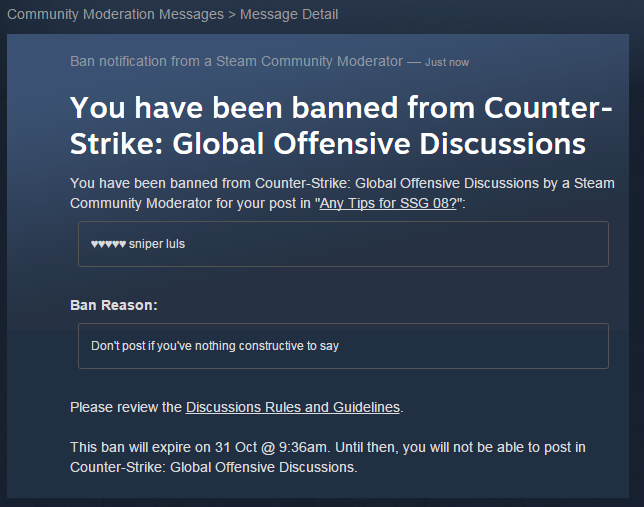 Community Moderation Messages > Message Detail
Ban notification from a Steam Community Moderator — Just now
You have been banned from Counter-
Strike: Global Offensive Discussions
You have been banned from Counter-Strike: Global Offensive Discussions by a Steam
Community Moderator for your post in "Any Tips for SSG 08?":
♥♥♥♥♥ sniper luls
Ban Reason:
Don't post if you've nothing constructive to say
Please review the Discussions Rules and Guidelines.
This ban will expire on 31 Oct @ 9:36am. Until then, you will not be able to post in
Counter-Strike: Global Offensive Discussions.